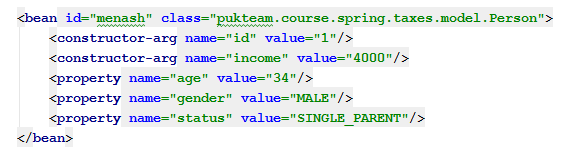 <bean id="menash" class="pukteam.course.spring.taxes.model.Person">
<constructor-arg name="id" value="1"/>
<constructor-arg name="income" value="4000"/>
<property name="age" value="34"/>
<property name="gender" value="MALE"/>
<property name="status" value="SINGLE_PARENT"/>
</bean>